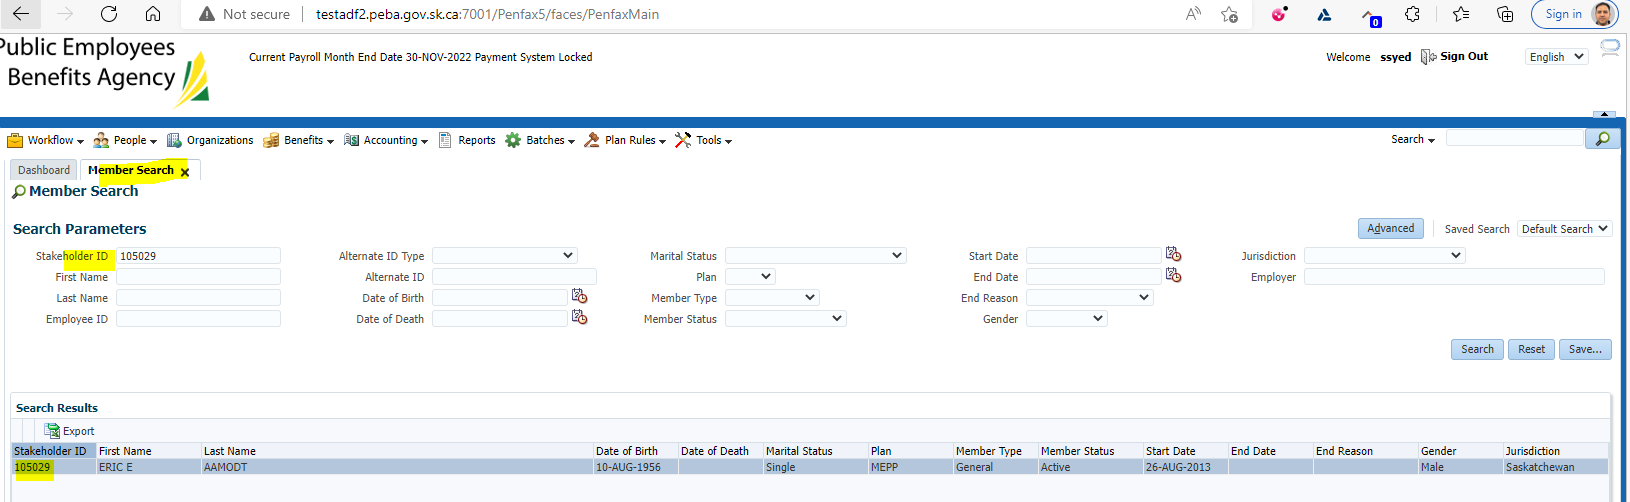 Not secure | testadf2.peba.gov.sk.ca:7001/Penfax5/faces/PenfaxMain
0
Sign in
Public Employees
Benefits Agency
Current Payroll Month End Date 30-NOV-2022 Payment System Locked
Welcome ssyed Sign Out English
Workflow People Organizations Benefits Accounting Reports Batches Plan Rules Tools Search
Dashboard Member Search
Member Search
Search Parameters Advanced Saved Search Default Search
Stakeholder ID 105029 Alternate ID Type Marital Status Start Date Jurisdiction
First Name Alternate ID Plan End Date Employer
Last Name Date of Birth Member Type End Reason
Employee ID Date of Death Member Status Gender
Search Reset Save...
Search Results
Export
Stakeholder ID First Name Last Name Date of Birth Date of Death Marital Status Plan Member Type Member Status Start Date End Date End Reason Gender Jurisdiction
105029 ERIC E AAMODT 10-AUG-1956 Single MEPP General Active 26-AUG-2013 Male Saskatchewan